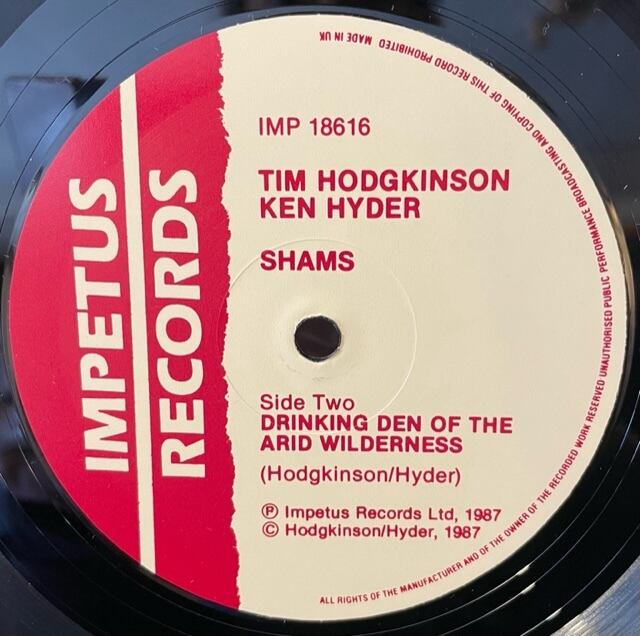 IMPETUS
RECORDS
IMP 18616
TIM HODGKINSON
KEN HYDER
SHAMS
Side Two
DRINKING DEN OF THE
ARID WILDERNESS
(Hodgkinson/Hyder)
Ⓟ Impetus Records Ltd, 1987
© Hodgkinson/Hyder, 1987
ALL RIGHTS OF THE MANUFACTURER AND OF THE OWNER OF THE RECORDED WORK RESERVED UNAUTHORISED PUBLIC PERFORMANCE BROADCASTING AND COPYING OF THIS RECORD PROHIBITED MADE IN UK